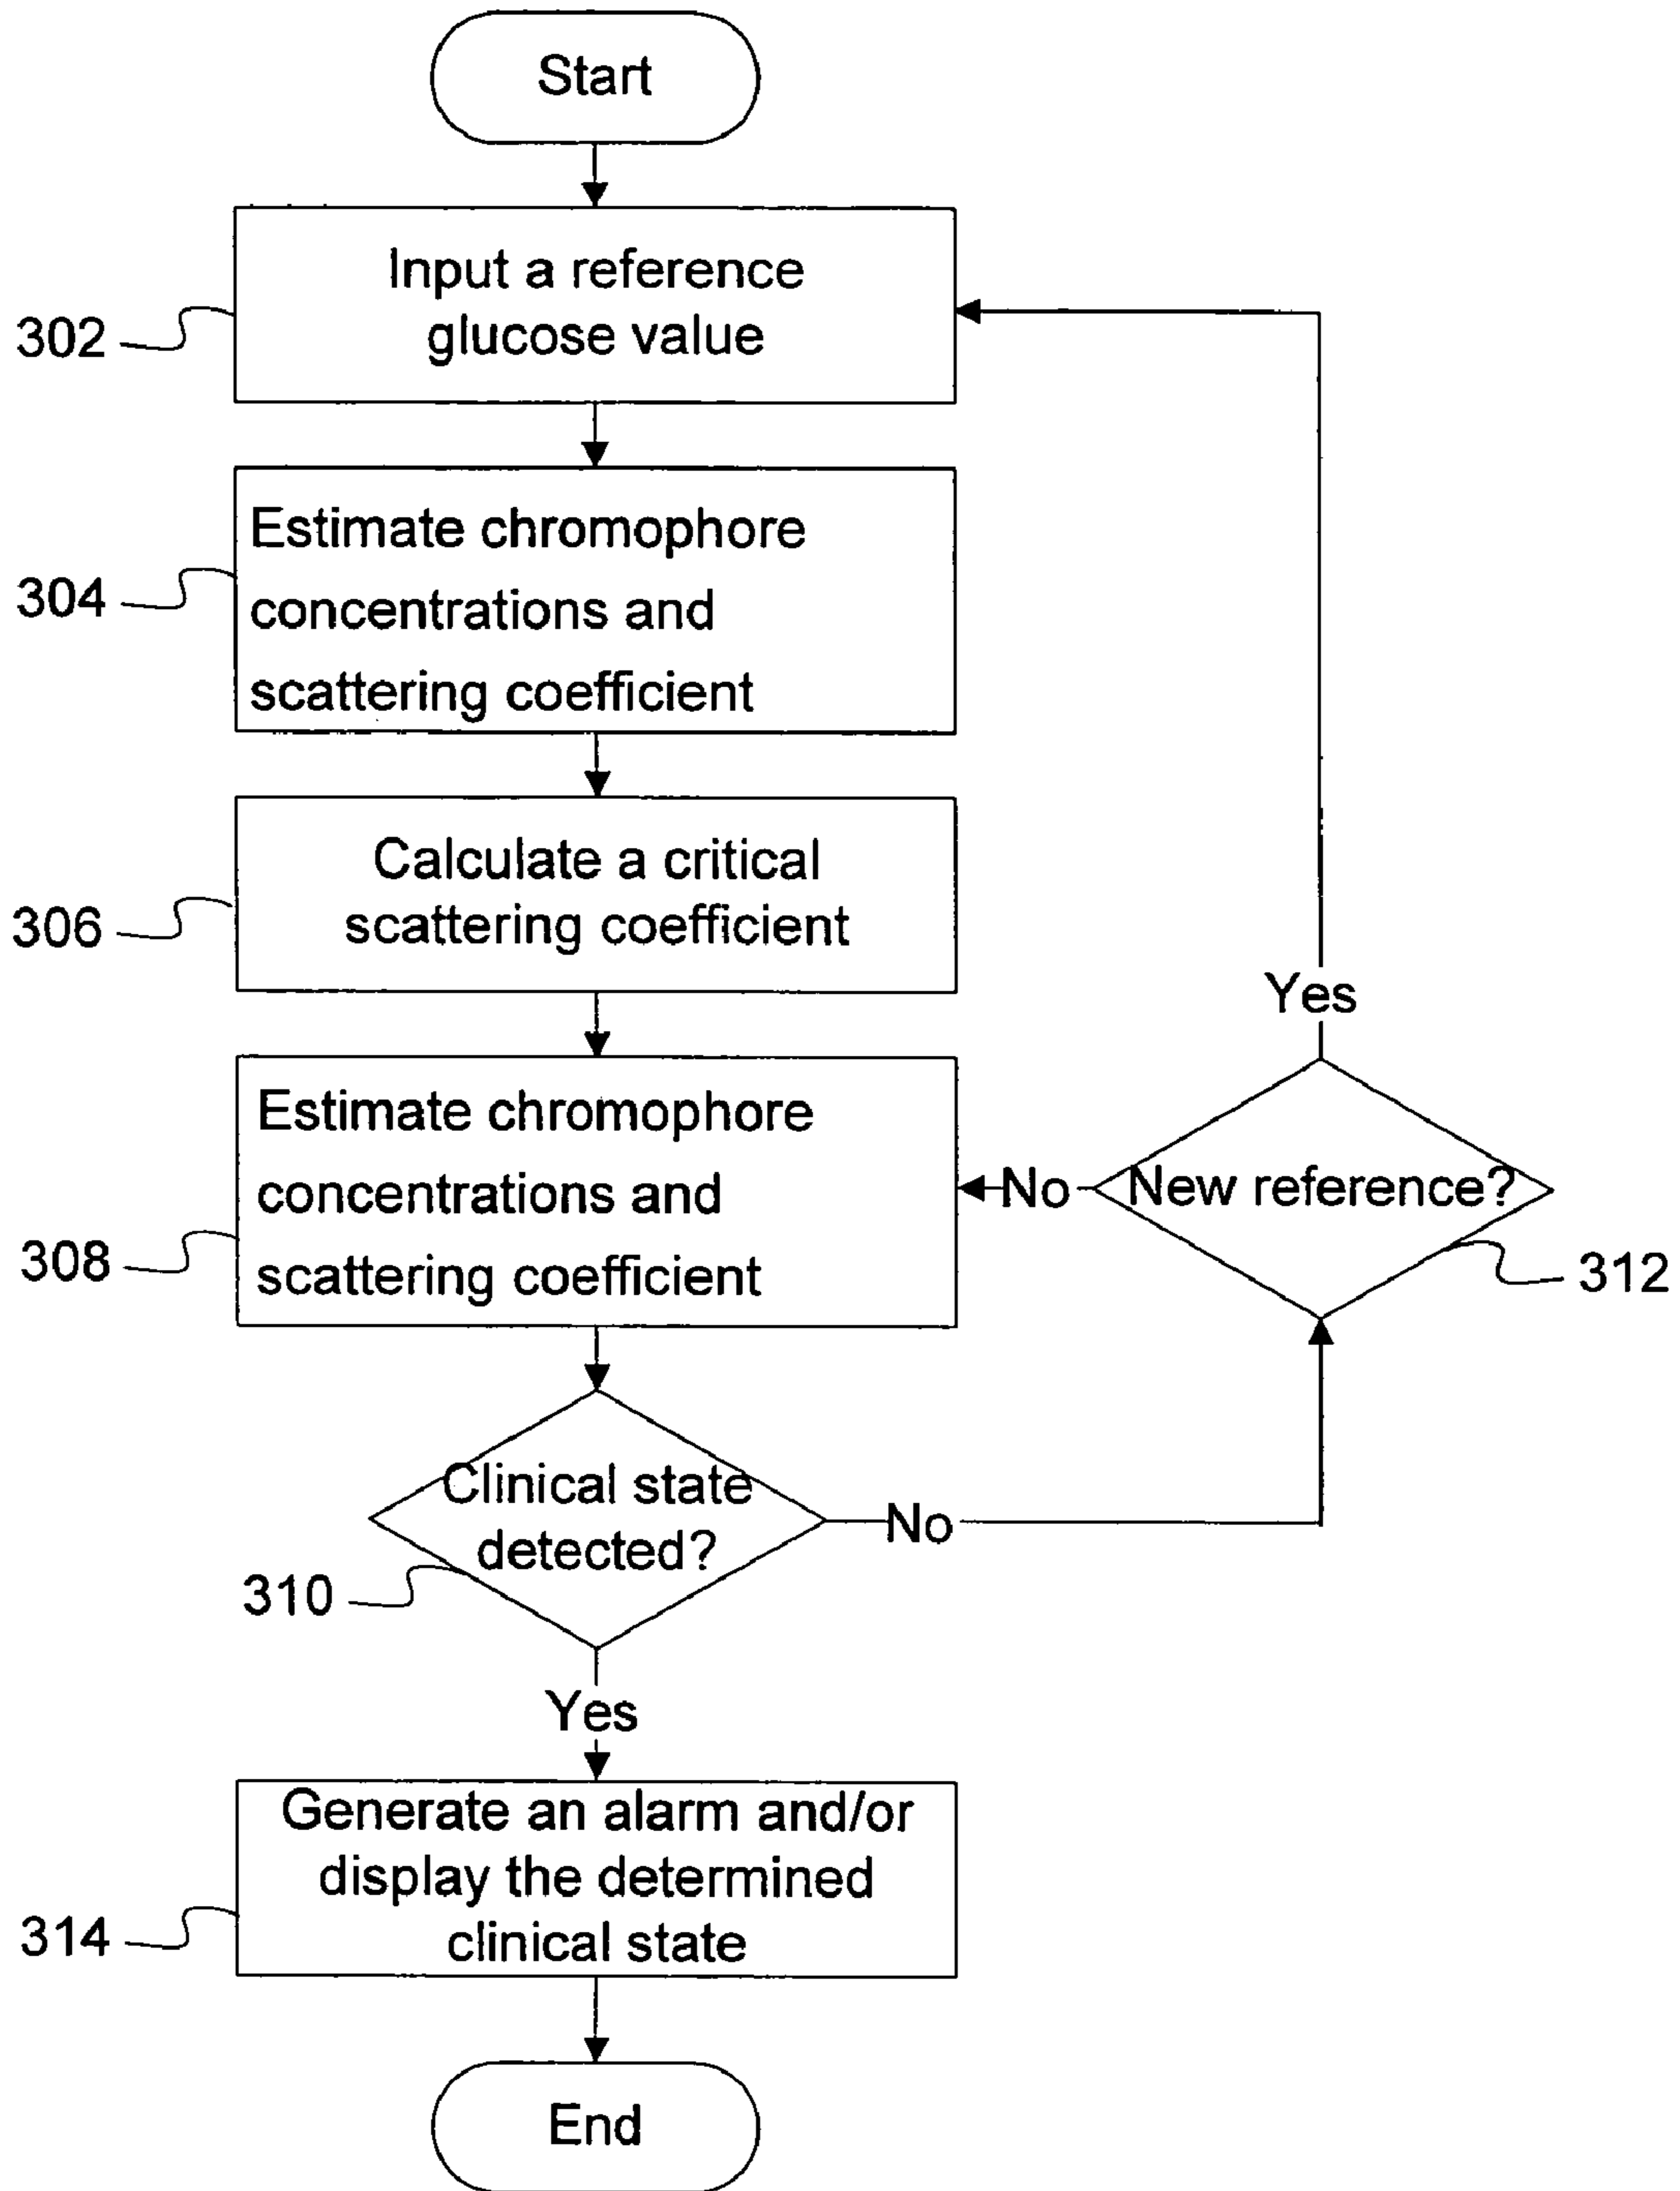 Start
Input a reference
glucose value
302
Estimate chromophore
concentrations and
scattering coefficient
304
Calculate a critical
scattering coefficient
306
Yes
Estimate chromophore
concentrations and
scattering coefficient
308
No
New reference?
312
Clinical state
detected?
310
No
Yes
Generate an alarm and/or
display the determined
clinical state
314
End